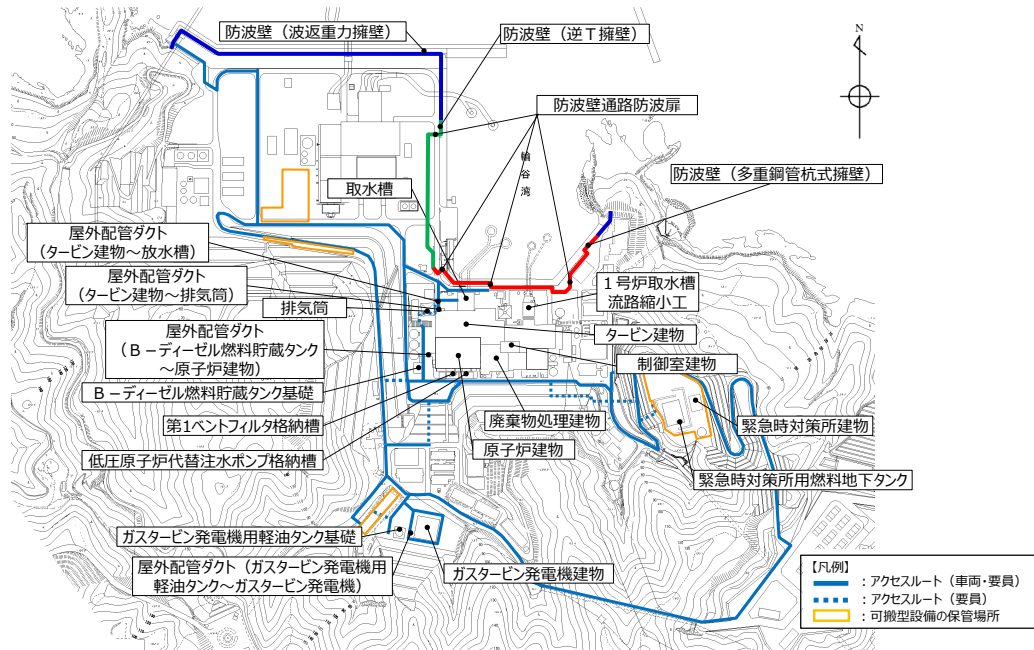 防波壁（波返重力擁壁）
防波壁（逆Ｔ擁壁）
N
防波壁通路防波扉
輪谷湾
取水槽
防波壁（多重鋼管杭式擁壁）
屋外配管ダクト
（タービン建物～放水槽）
屋外配管ダクト
（タービン建物～排気筒）
排気筒
１号炉取水槽
流路縮小工
タービン建物
屋外配管ダクト
（Ｂ－ディーゼル燃料貯蔵タンク
～原子炉建物）
制御室建物
Ｂ－ディーゼル燃料貯蔵タンク基礎
第1ベントフィルタ格納槽
廃棄物処理建物
緊急時対策所建物
低圧原子炉代替注水ポンプ格納槽
原子炉建物
緊急時対策所用燃料地下タンク
ガスタービン発電機用軽油タンク基礎
屋外配管ダクト（ガスタービン発電機用
軽油タンク～ガスタービン発電機）
ガスタービン発電機建物
【凡例】
：アクセスルート（車両・要員）
：アクセスルート（要員）
：可搬型設備の保管場所